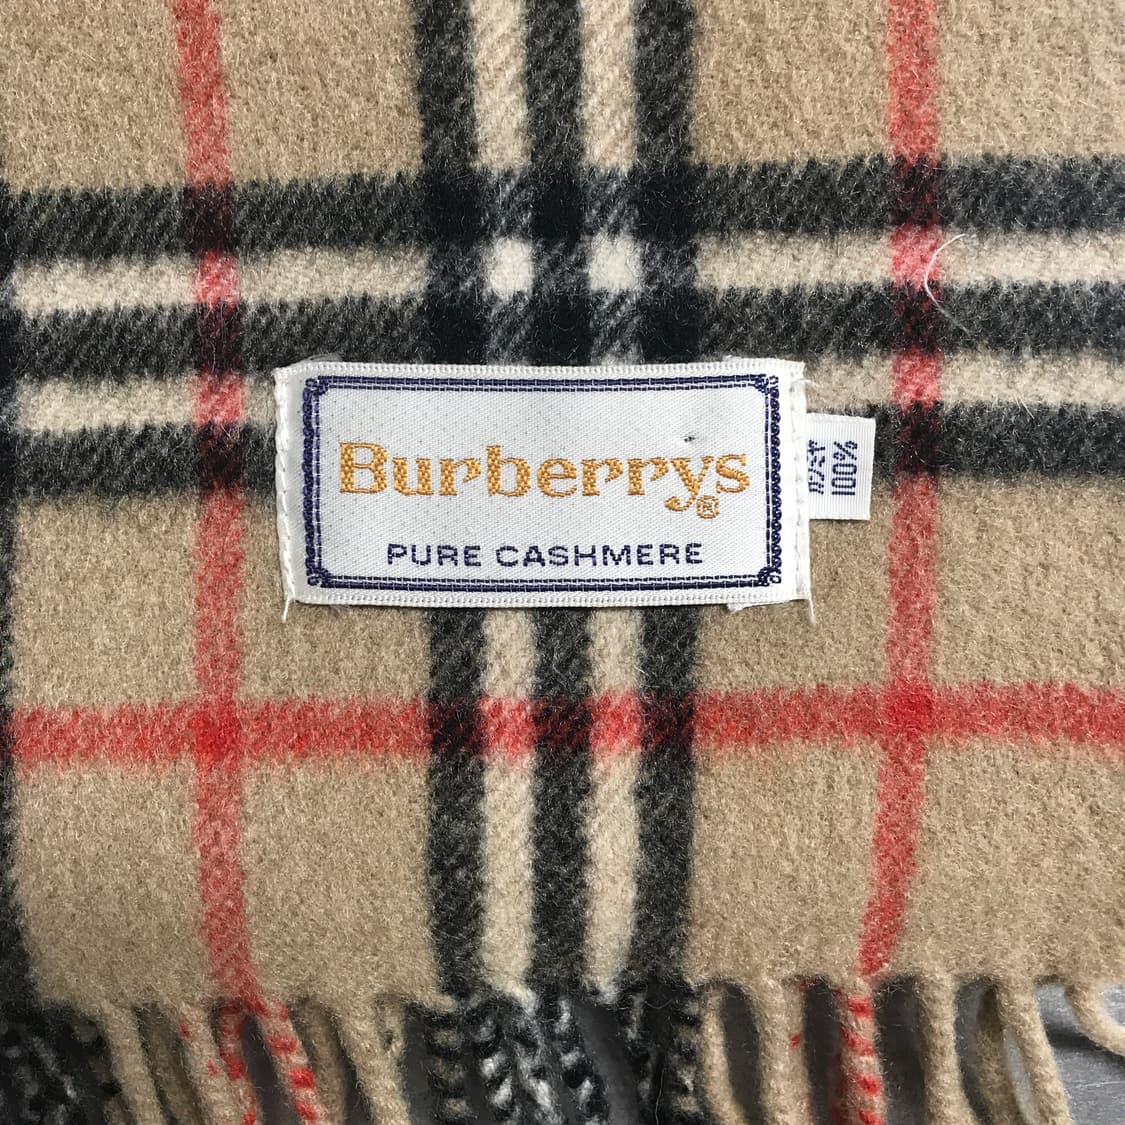 Burberrys®
PURE CASHMERE
カシミヤ
100%